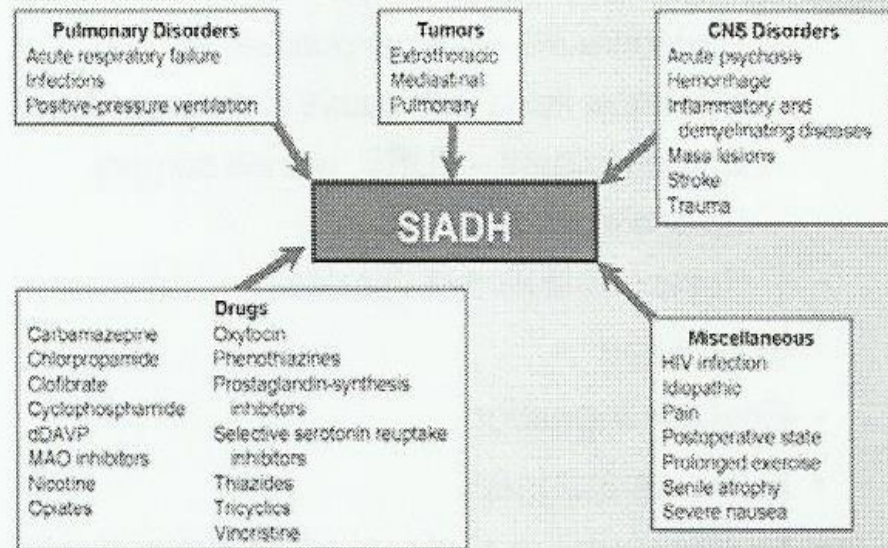 Pulmonary Disorders
Acute respiratory failure
Infections
Positive-pressure ventilation
Tumors
Extrathoracic
Mediastinal
Pulmonary
CNS Disorders
Acute psychosis
Hemorrhage
Inflammatory and
demyelinating diseases
Mass lesions
Stroke
Trauma
SIADH
Drugs
Carbamazepine
Chlorpropamide
Clofibrate
Cyclophosphamide
dDAVP
MAO inhibitors
Nicotine
Opiates
Oxytocin
Phenothiazines
Prostaglandin-synthesis
inhibitors
Selective serotonin reuptake
inhibitors
Thiazides
Tricyclics
Vincristine
Miscellaneous
HIV infection
Idiopathic
Pain
Postoperative state
Prolonged exercise
Senile atrophy
Severe nausea